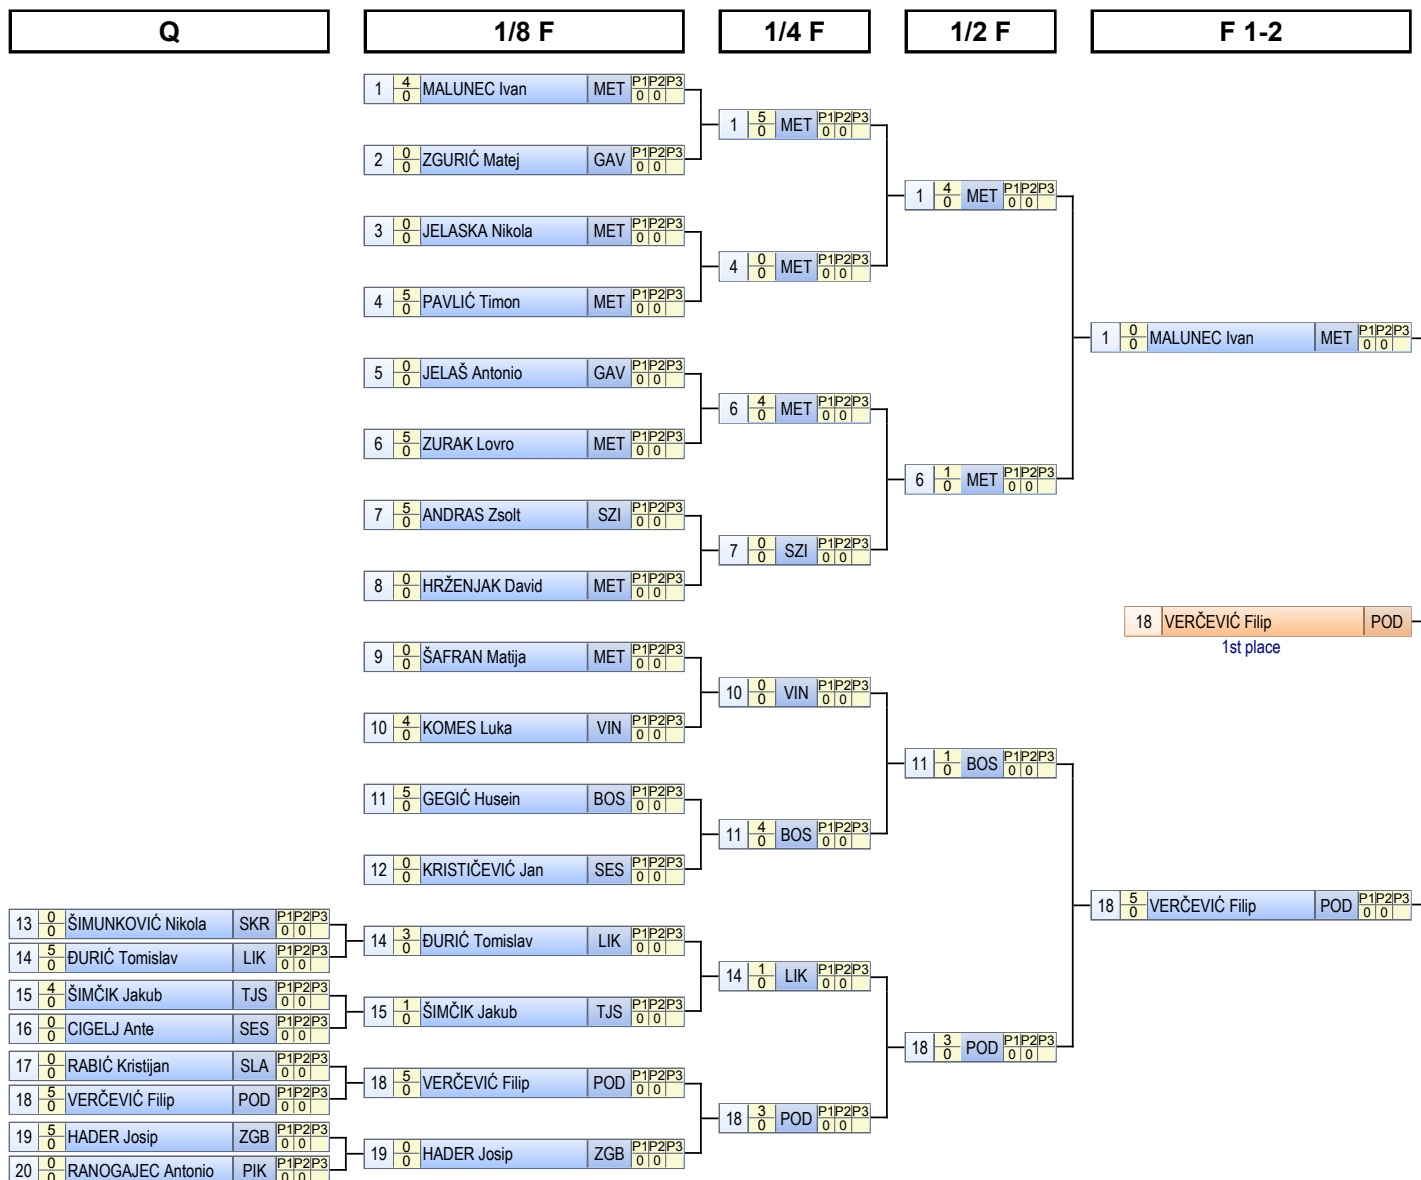 Q 1/8 F 1/4 F 1/2 F F 1-2
1 4 0 MALUNEC Ivan MET P1 P2 P3 0 0
1 5 0 MET P1 P2 P3 0 0
2 0 0 ZGURIĆ Matej GAV P1 P2 P3 0 0
1 4 0 MET P1 P2 P3 0 0
3 0 0 JELASKA Nikola MET P1 P2 P3 0 0
4 0 0 MET P1 P2 P3 0 0
4 5 0 PAVLIĆ Timon MET P1 P2 P3 0 0
1 0 0 MALUNEC Ivan MET P1 P2 P3 0 0
5 0 0 JELAŠ Antonio GAV P1 P2 P3 0 0
6 4 0 MET P1 P2 P3 0 0
6 5 0 ZURAK Lovro MET P1 P2 P3 0 0
6 1 0 MET P1 P2 P3 0 0
7 5 0 ANDRAS Zsolt SZI P1 P2 P3 0 0
7 0 0 SZI P1 P2 P3 0 0
8 0 0 HRŽENJAK David MET P1 P2 P3 0 0
18 VERČEVIĆ Filip POD
1st place
9 0 0 ŠAFRAN Matija MET P1 P2 P3 0 0
10 0 0 VIN P1 P2 P3 0 0
10 4 0 KOMES Luka VIN P1 P2 P3 0 0
11 1 0 BOS P1 P2 P3 0 0
11 5 0 GEGIĆ Husein BOS P1 P2 P3 0 0
11 4 0 BOS P1 P2 P3 0 0
12 0 0 KRISTIČEVIĆ Jan SES P1 P2 P3 0 0
18 5 0 VERČEVIĆ Filip POD P1 P2 P3 0 0
13 0 0 ŠIMUNKOVIĆ Nikola SKR P1 P2 P3 0 0
14 3 0 ĐURIĆ Tomislav LIK P1 P2 P3 0 0
14 5 0 ĐURIĆ Tomislav LIK P1 P2 P3 0 0
14 1 0 LIK P1 P2 P3 0 0
15 4 0 ŠIMČIK Jakub TJS P1 P2 P3 0 0
15 1 0 ŠIMČIK Jakub TJS P1 P2 P3 0 0
16 0 0 CIGELJ Ante SES P1 P2 P3 0 0
18 3 0 POD P1 P2 P3 0 0
17 0 0 RABIĆ Kristijan SLA P1 P2 P3 0 0
18 5 0 VERČEVIĆ Filip POD P1 P2 P3 0 0
18 5 0 VERČEVIĆ Filip POD P1 P2 P3 0 0
18 3 0 POD P1 P2 P3 0 0
19 5 0 HADER Josip ZGB P1 P2 P3 0 0
19 0 0 HADER Josip ZGB P1 P2 P3 0 0
20 0 0 RANOGAJEC Antonio PIK P1 P2 P3 0 0